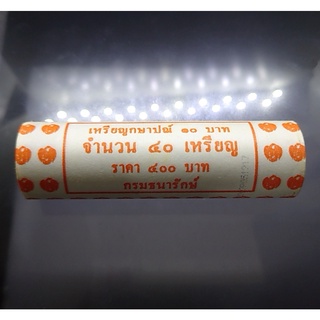 เหรียญกษาปณ์ ๑๐ บาท
จำนวน ๔๐ เหรียญ
ราคา ๔๐๐ บาท
กรมธนารักษ์